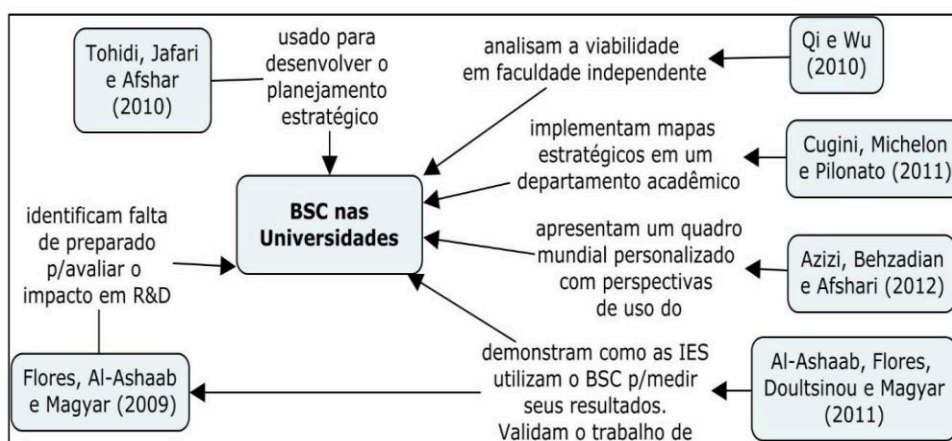 Tohidi, Jafari
e Afshar
(2010)
usado para
desenvolver o
planejamento
estratégico
analisam a viabilidade
em faculdade independente
Qi e Wu
(2010)
implementam mapas
estratégicos em um
departamento acadêmico
Cugini, Michelon
e Pilonato (2011)
BSC nas
Universidades
identificam falta
de preparado
p/avaliar o
impacto em R&D
apresentam um quadro
mundial personalizado
com perspectivas
de uso do
Azizi, Behzadian
e Afshari (2012)
Flores, Al-Ashaab
e Magyar (2009)
demonstram como as IES
utilizam o BSC p/medir
seus resultados.
Validam o trabalho de
Al-Ashaab, Flores,
Doultsinou e Magyar
(2011)